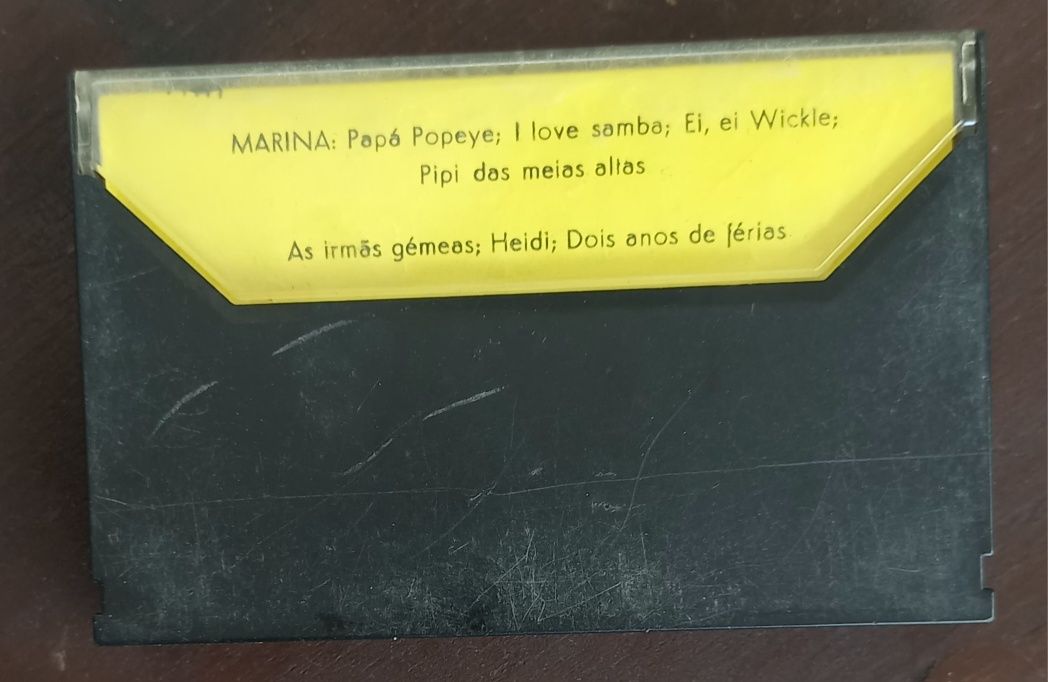 MARINA: Papá Popeye; I love samba; Ei, ei Wickle;
Pipi das meias altas
As irmãs gémeas; Heidi; Dois anos de férias